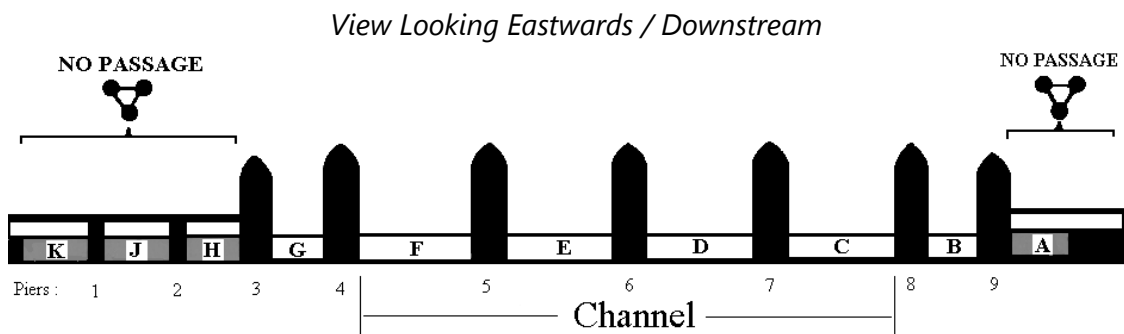 View Looking Eastwards / Downstream
NO PASSAGE
NO PASSAGE
K J H G F E D C B A
Piers : 1 2 3 4 5 6 7 8 9
Channel